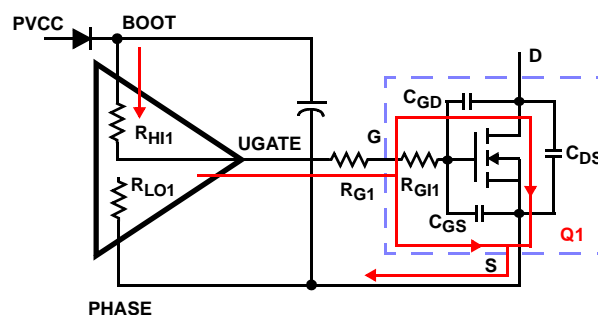 PVCC
BOOT
D
CGD
RHI1
UGATE
G
CDS
RLO1
RG1
RGI1
CGS
Q1
S
PHASE